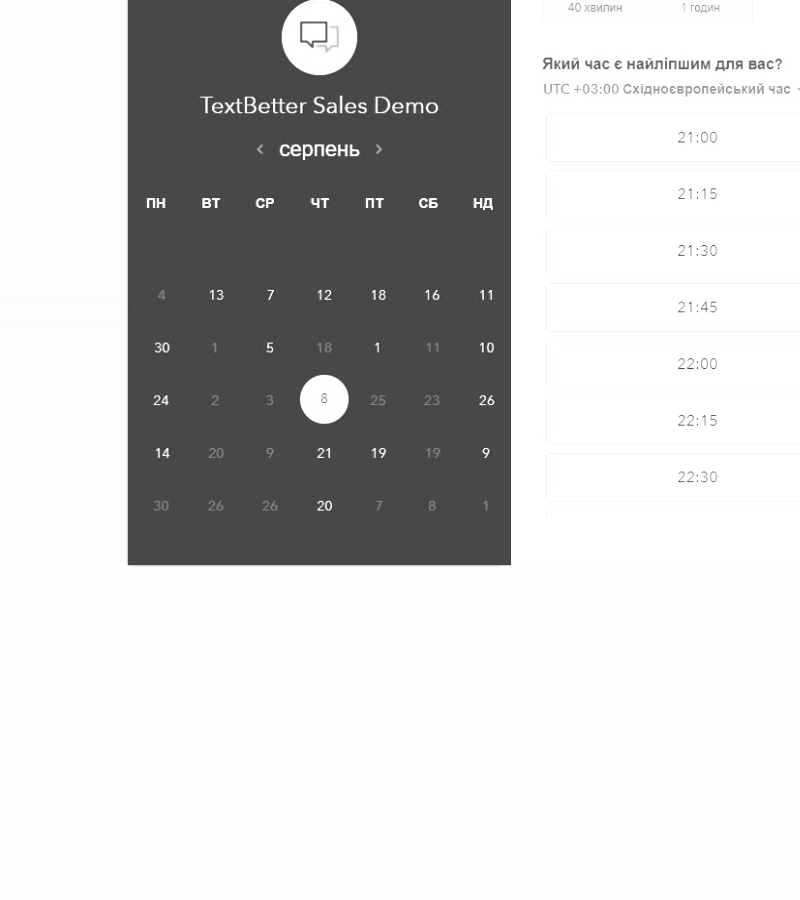 40 хвилин 1 годин
Який час є найліпшим для вас?
UTC +03:00 Східноєвропейський час
TextBetter Sales Demo
‹ серпень ›
ПН ВТ СР ЧТ ПТ СБ НД
4 13 7 12 18 16 11
30 1 5 18 1 11 10
24 2 3 8 25 23 26
14 20 9 21 19 19 9
30 26 26 20 7 8 1
21:00
21:15
21:30
21:45
22:00
22:15
22:30